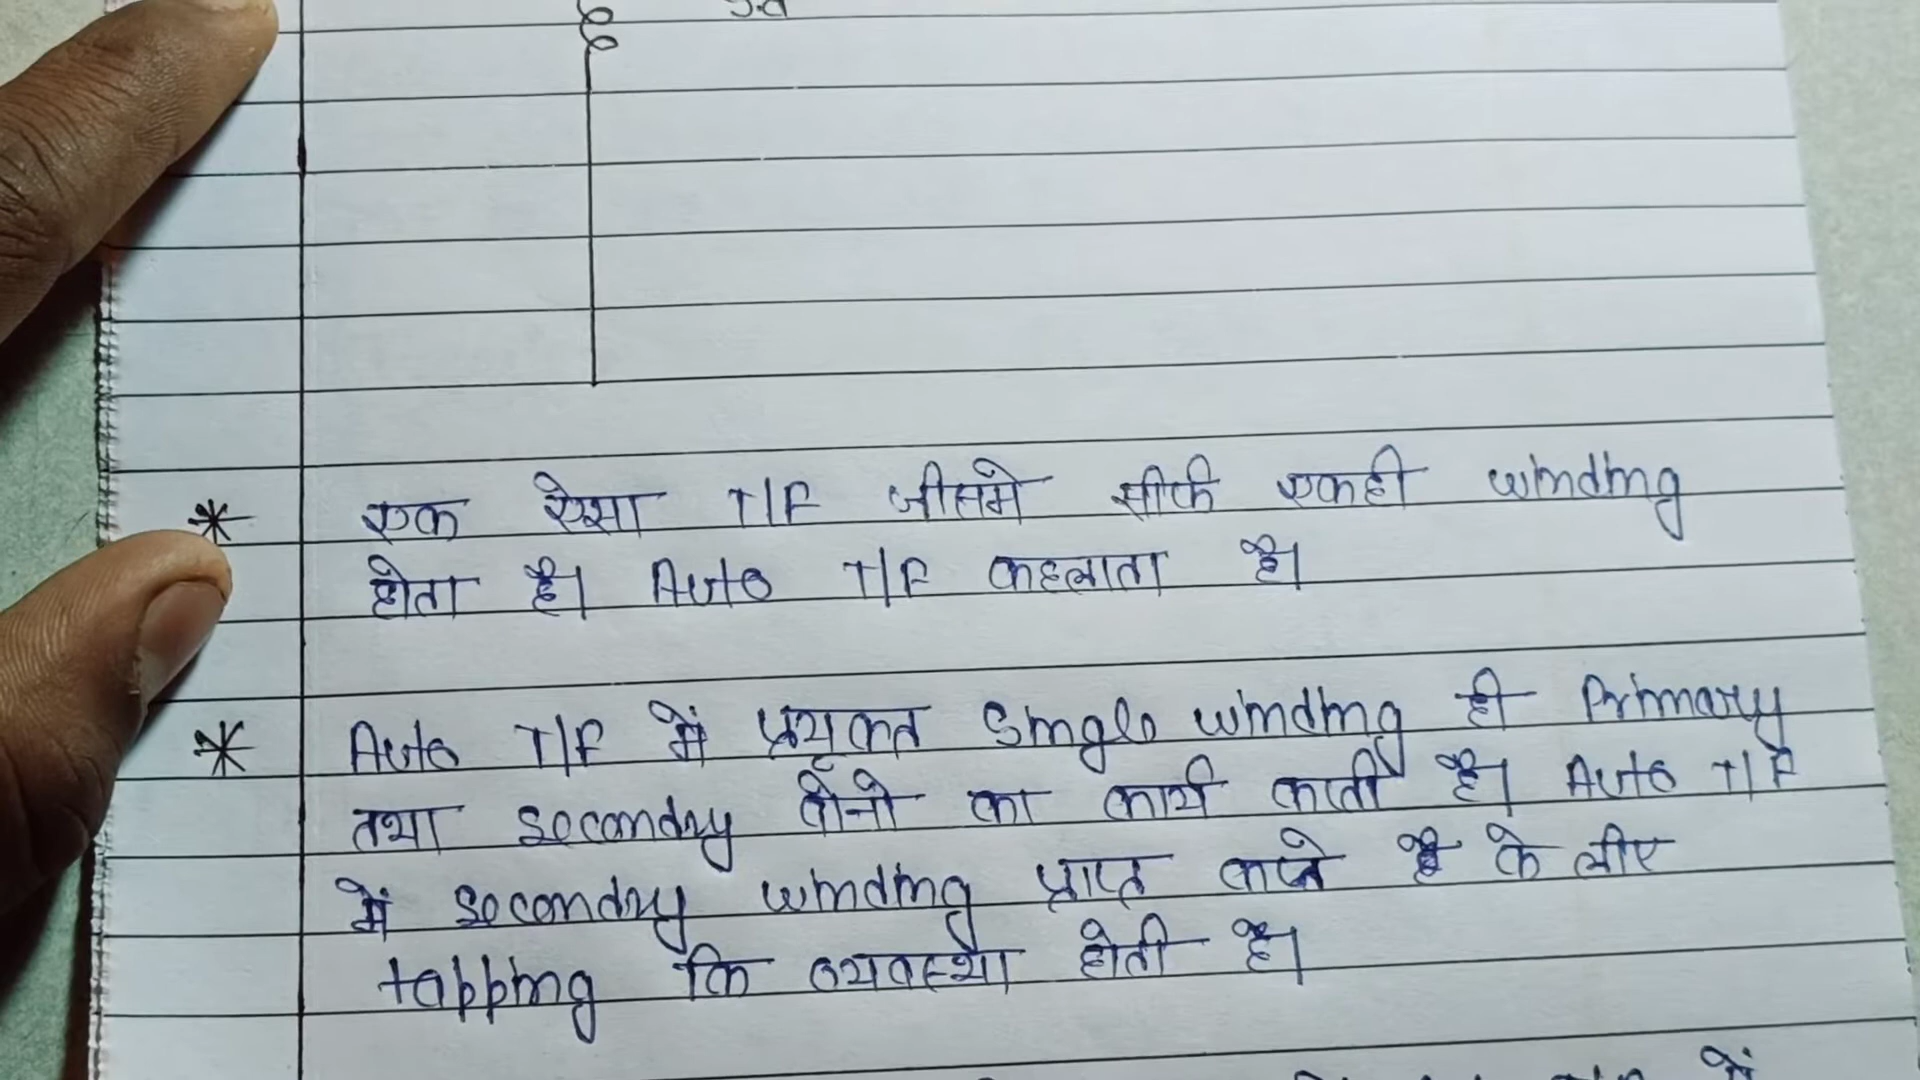 * एक ऐसा T/F जीसमे सीर्फ एकही winding
होता है। Auto T/F कहलाता है।
* Auto T/F में प्रयुक्त Single winding ही Primary
तथा secondry दोनो का कार्य करती है। Auto T/F
में secondry winding प्राप्त करने के लीए
tapping कि व्यवस्था होती है।
में